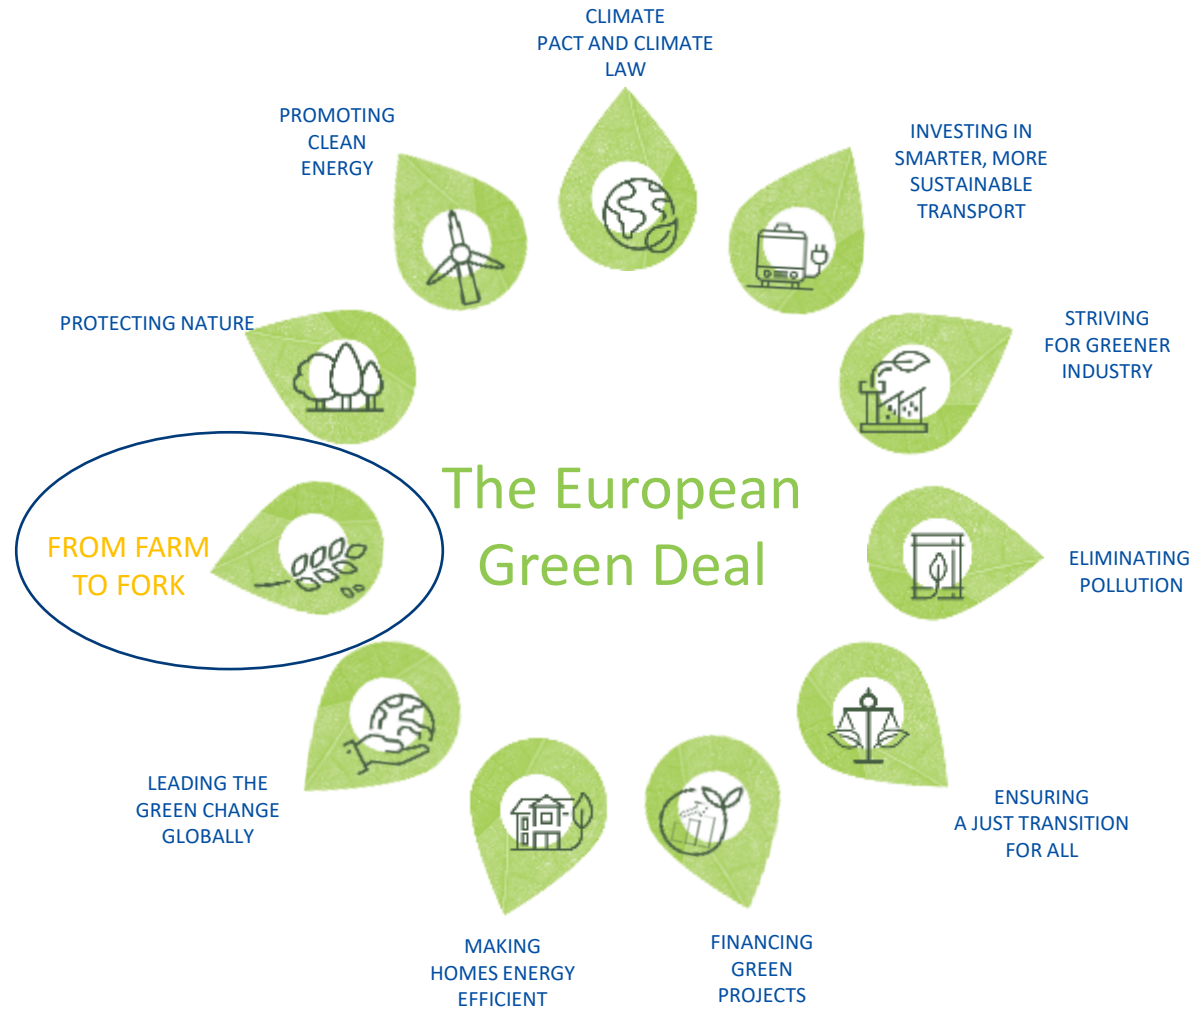 CLIMATE
PACT AND CLIMATE
LAW
PROMOTING
CLEAN
ENERGY
INVESTING IN
SMARTER, MORE
SUSTAINABLE
TRANSPORT
PROTECTING NATURE
STRIVING
FOR GREENER
INDUSTRY
The European
Green Deal
FROM FARM
TO FORK
ELIMINATING
POLLUTION
LEADING THE
GREEN CHANGE
GLOBALLY
ENSURING
A JUST TRANSITION
FOR ALL
MAKING
HOMES ENERGY
EFFICIENT
FINANCING
GREEN
PROJECTS